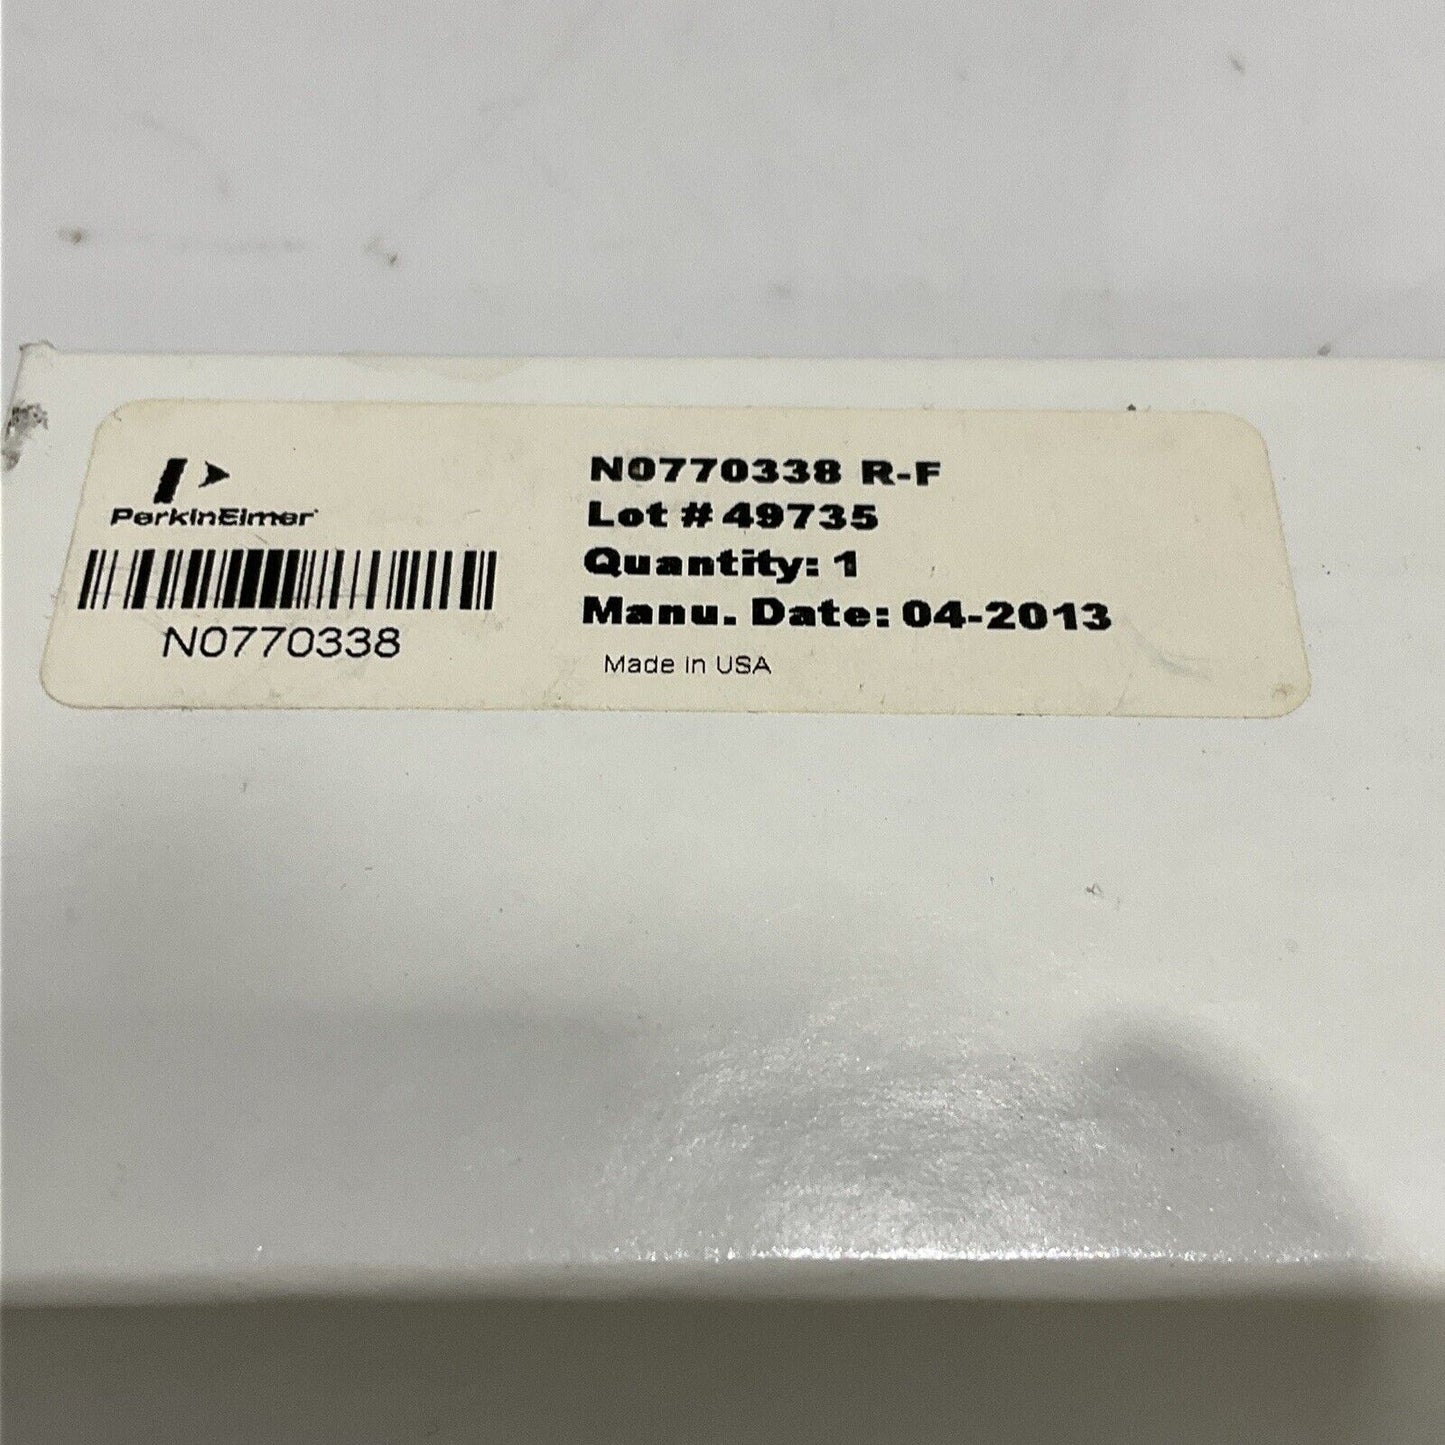 PerkinElmer
N0770338
N0770338 R-F
Lot # 49735
Quantity: 1
Manu. Date: 04-2013
Made in USA